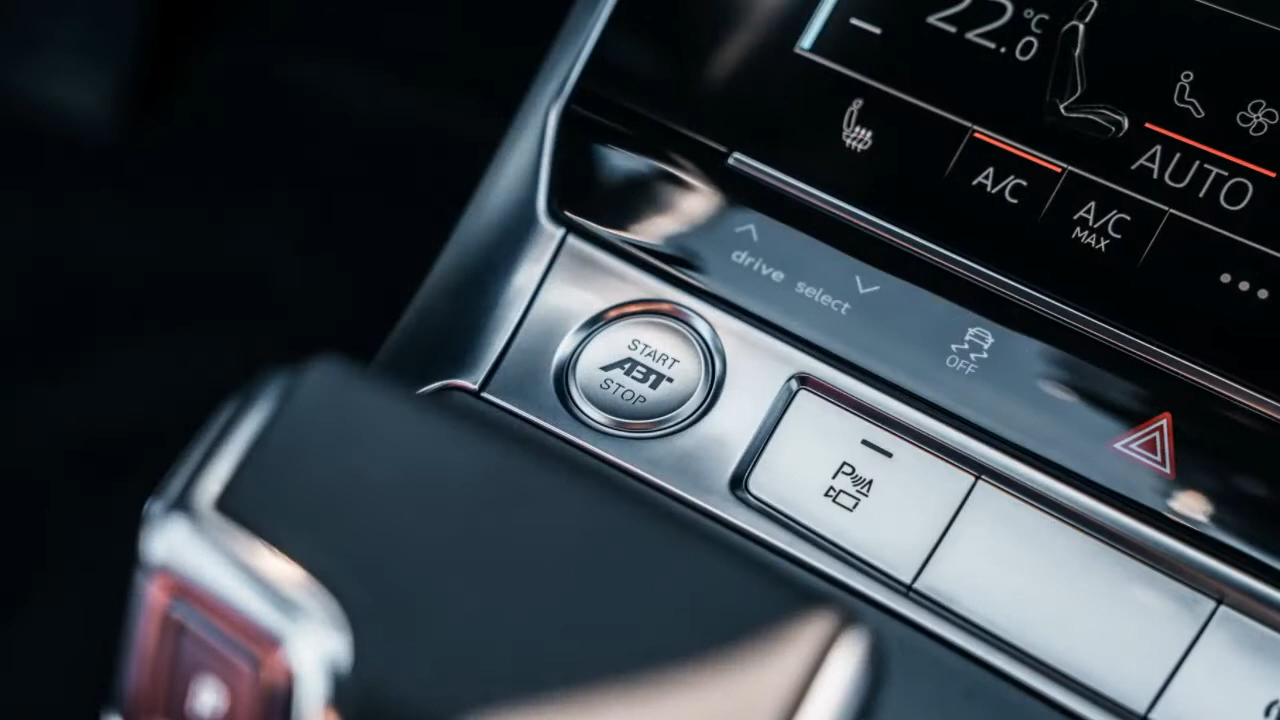 22.0 °C
A/C
AUTO
A/C
MAX
drive select
OFF
START
ABT
STOP
P